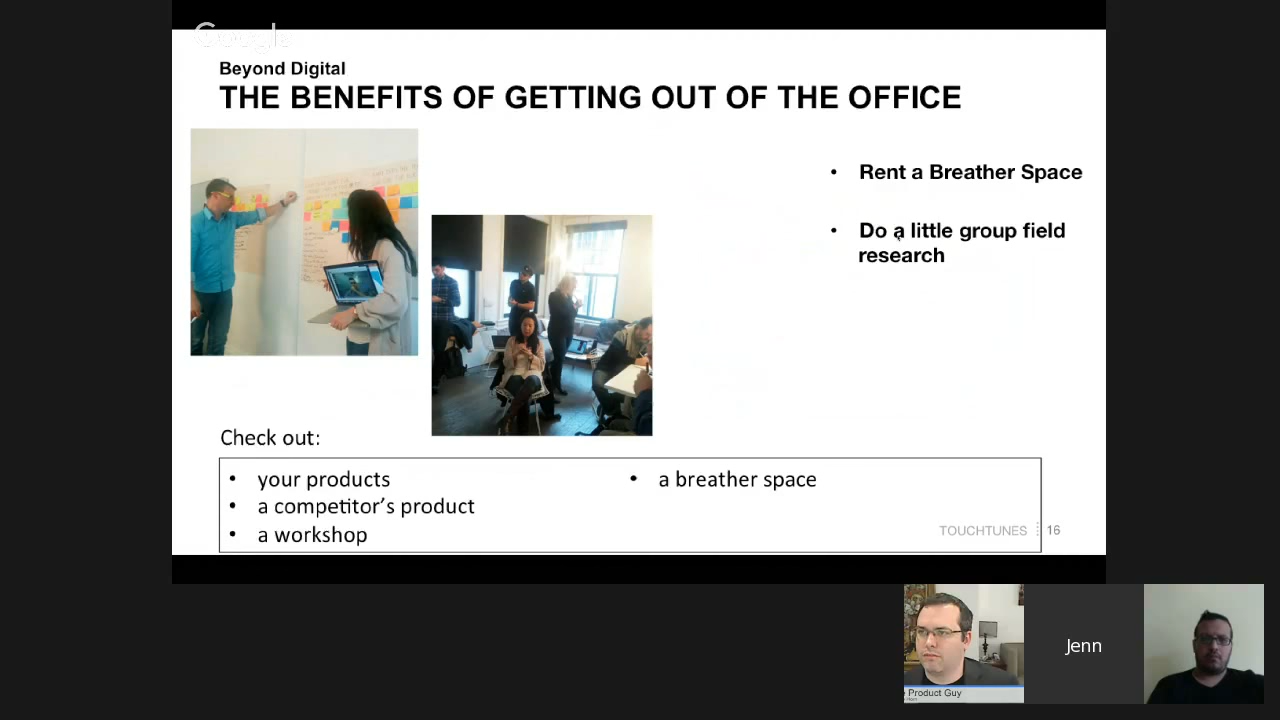 Google
Beyond Digital
THE BENEFITS OF GETTING OUT OF THE OFFICE
• Rent a Breather Space
• Do a little group field
research
Check out:
• your products
• a competitor’s product
• a workshop
• a breather space
TOUCHTUNES
16
Product Guy
Jenn